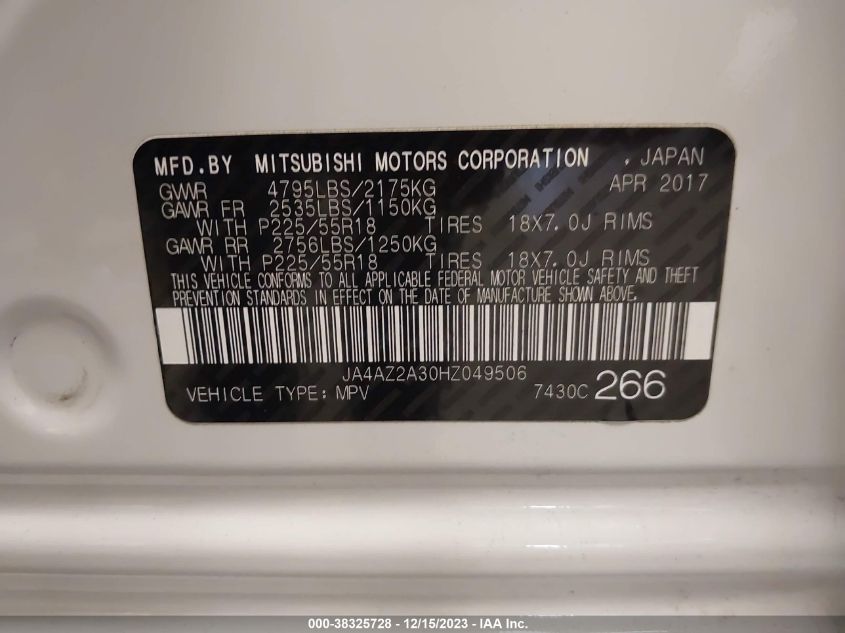 MFD.BY MITSUBISHI MOTORS CORPORATION . JAPAN
GVWR 4795LBS/2175KG APR 2017
GAWR FR 2535LBS/1150KG
WITH P225/55R18 TIRES 18X7.0J RIMS
GAWR RR 2756LBS/1250KG
WITH P225/55R18 TIRES 18X7.0J RIMS
THIS VEHICLE CONFORMS TO ALL APPLICABLE FEDERAL MOTOR VEHICLE SAFETY AND THEFT
PREVENTION STANDARDS IN EFFECT ON THE DATE OF MANUFACTURE SHOWN ABOVE.
JA4AZ2A30HZ049506
VEHICLE TYPE: MPV 7430C 266
000-38325728 - 12/15/2023 - IAA Inc.